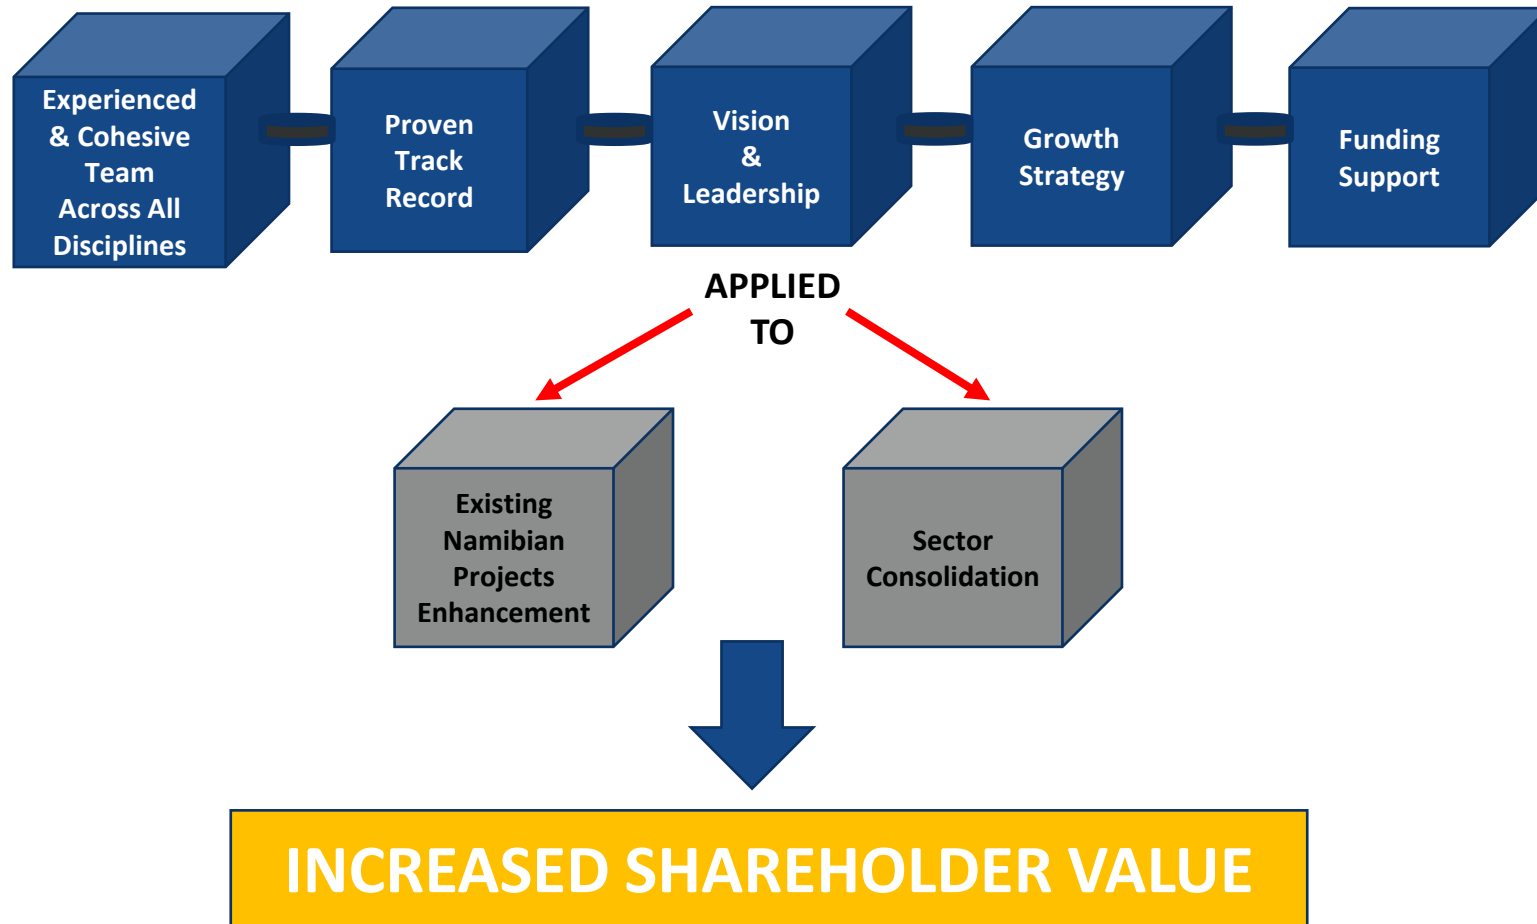 Experienced
& Cohesive
Team
Across All
Disciplines
Proven
Track
Record
Vision
&
Leadership
Growth
Strategy
Funding
Support
APPLIED
TO
Existing
Namibian
Projects
Enhancement
Sector
Consolidation
INCREASED SHAREHOLDER VALUE